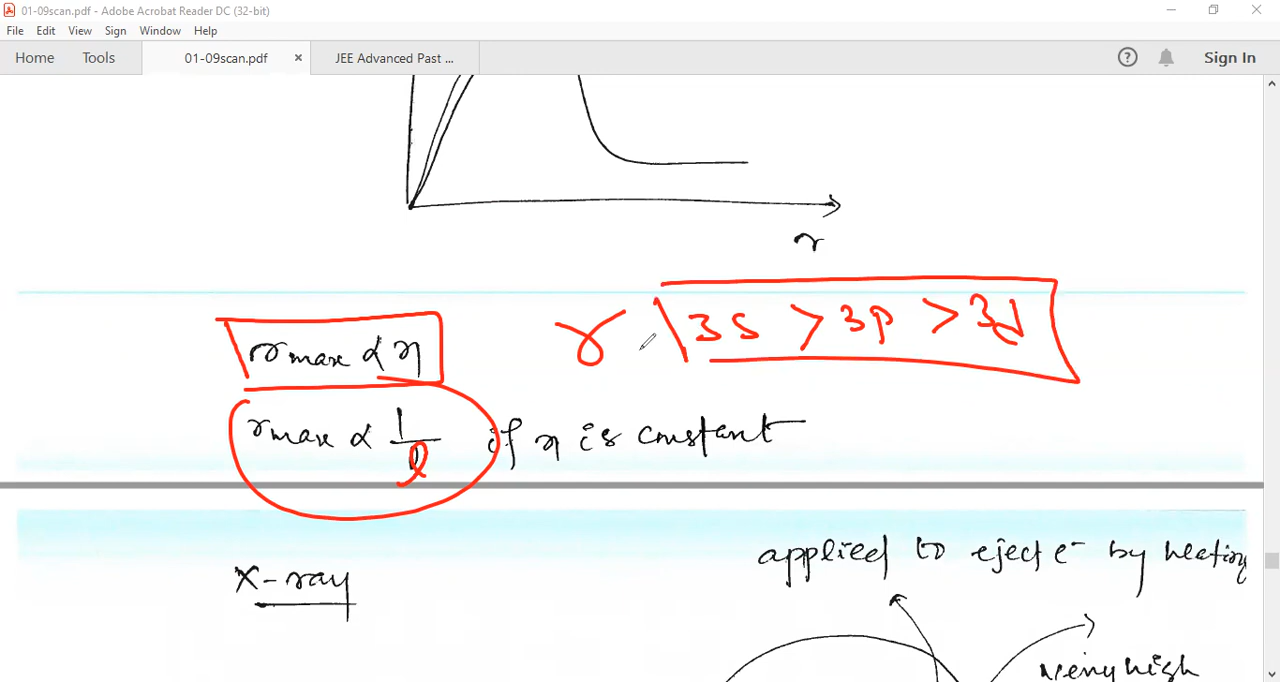 01-09scan.pdf - Adobe Acrobat Reader DC (32-bit)
File Edit View Sign Window Help
Home Tools 01-09scan.pdf × JEE Advanced Past ... ? Sign In
r
r 3s > 3p > 3d
rmax ∝ n
rmax ∝ 1/l if n is constant
applied to eject e⁻ by heating
X-ray
very high